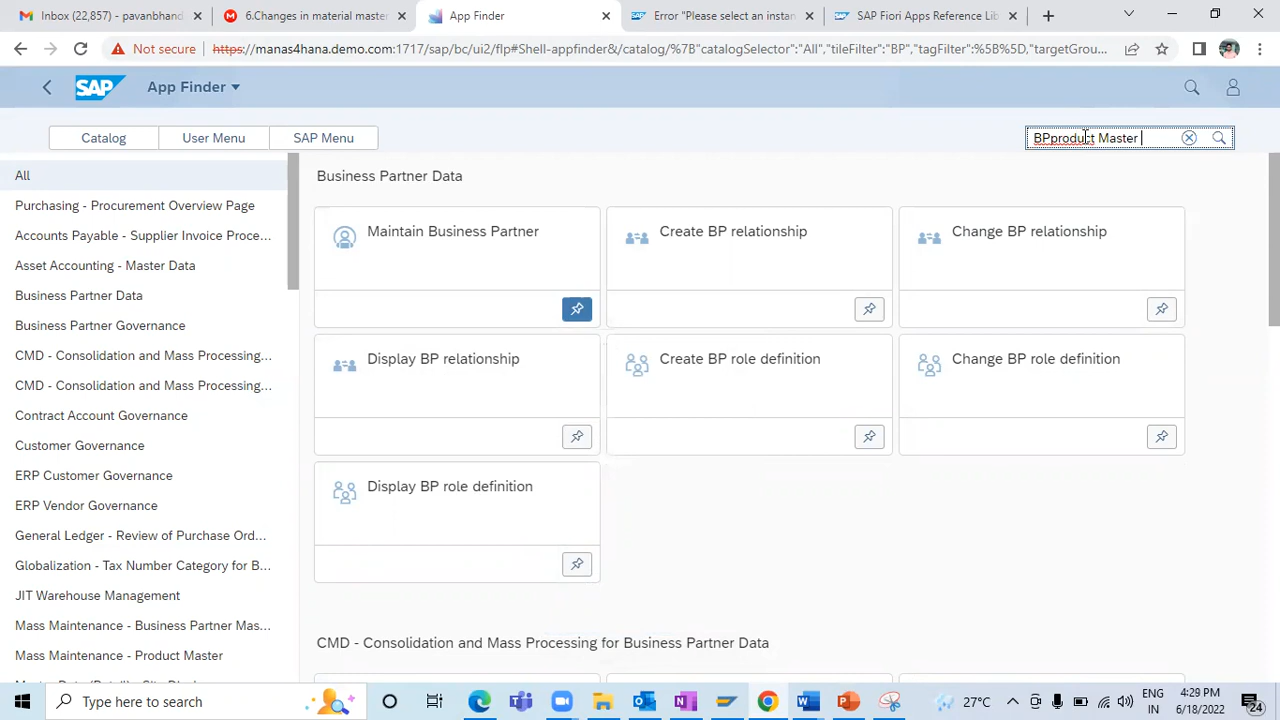 Inbox (22,857) - pavanbhand
6.Changes in material master
App Finder
Error "Please select an instan
SAP Fiori Apps Reference Lib
Not secure
https://manas4hana.demo.com:1717/sap/bc/ui2/flp#Shell-appfinder&/catalog/%7B"catalogSelector":"All","tileFilter":"BP","tagFilter":%5B%5D,"targetGrou...
SAP
App Finder
Catalog
User Menu
SAP Menu
BPproduct Master
All
Purchasing - Procurement Overview Page
Accounts Payable - Supplier Invoice Proce...
Asset Accounting - Master Data
Business Partner Data
Business Partner Governance
CMD - Consolidation and Mass Processing...
CMD - Consolidation and Mass Processing...
Contract Account Governance
Customer Governance
ERP Customer Governance
ERP Vendor Governance
General Ledger - Review of Purchase Ord...
Globalization - Tax Number Category for B...
JIT Warehouse Management
Mass Maintenance - Business Partner Mas...
Mass Maintenance - Product Master
Business Partner Data
Maintain Business Partner
Create BP relationship
Change BP relationship
Display BP relationship
Create BP role definition
Change BP role definition
Display BP role definition
CMD - Consolidation and Mass Processing for Business Partner Data
Type here to search
27°C
ENG
IN
4:29 PM
6/18/2022
24